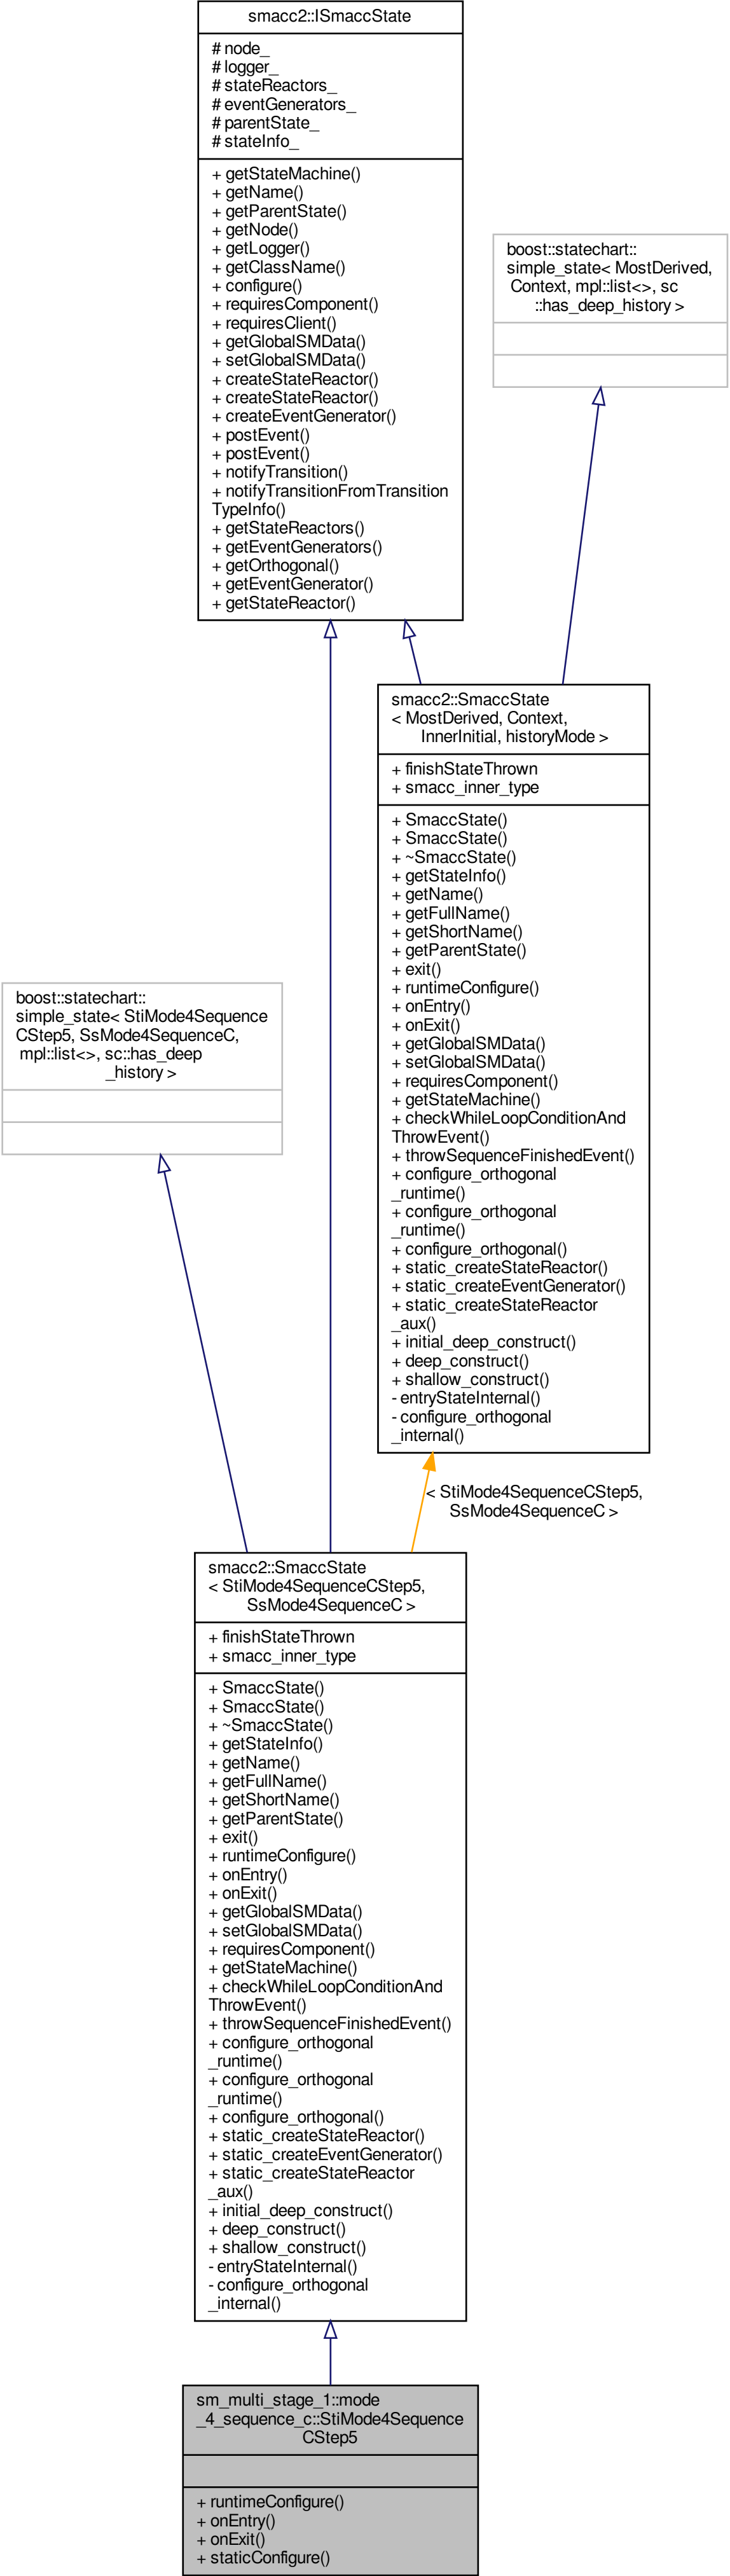 smacc2::ISmaccState
# node_
# logger_
# stateReactors_
# eventGenerators_
# parentState_
# stateInfo_
+ getStateMachine()
+ getName()
+ getParentState()
+ getNode()
+ getLogger()
+ getClassName()
+ configure()
+ requiresComponent()
+ requiresClient()
+ getGlobalSMData()
+ setGlobalSMData()
+ createStateReactor()
+ createStateReactor()
+ createEventGenerator()
+ postEvent()
+ postEvent()
+ notifyTransition()
+ notifyTransitionFromTransition
TypeInfo()
+ getStateReactors()
+ getEventGenerators()
+ getOrthogonal()
+ getEventGenerator()
+ getStateReactor()
boost::statechart::
simple_state< MostDerived,
Context, mpl::list<>, sc
::has_deep_history >
smacc2::SmaccState
< MostDerived, Context,
InnerInitial, historyMode >
+ finishStateThrown
+ smacc_inner_type
+ SmaccState()
+ SmaccState()
+ ~SmaccState()
+ getStateInfo()
+ getName()
+ getFullName()
+ getShortName()
+ getParentState()
+ exit()
+ runtimeConfigure()
+ onEntry()
+ onExit()
+ getGlobalSMData()
+ setGlobalSMData()
+ requiresComponent()
+ getStateMachine()
+ checkWhileLoopConditionAnd
ThrowEvent()
+ throwSequenceFinishedEvent()
+ configure_orthogonal
_runtime()
+ configure_orthogonal
_runtime()
+ configure_orthogonal()
+ static_createStateReactor()
+ static_createEventGenerator()
+ static_createStateReactor
_aux()
+ initial_deep_construct()
+ deep_construct()
+ shallow_construct()
- entryStateInternal()
- configure_orthogonal
_internal()
boost::statechart::
simple_state< StiMode4Sequence
CStep5, SsMode4SequenceC,
mpl::list<>, sc::has_deep
_history >
< StiMode4SequenceCStep5,
SsMode4SequenceC >
smacc2::SmaccState
< StiMode4SequenceCStep5,
SsMode4SequenceC >
+ finishStateThrown
+ smacc_inner_type
+ SmaccState()
+ SmaccState()
+ ~SmaccState()
+ getStateInfo()
+ getName()
+ getFullName()
+ getShortName()
+ getParentState()
+ exit()
+ runtimeConfigure()
+ onEntry()
+ onExit()
+ getGlobalSMData()
+ setGlobalSMData()
+ requiresComponent()
+ getStateMachine()
+ checkWhileLoopConditionAnd
ThrowEvent()
+ throwSequenceFinishedEvent()
+ configure_orthogonal
_runtime()
+ configure_orthogonal
_runtime()
+ configure_orthogonal()
+ static_createStateReactor()
+ static_createEventGenerator()
+ static_createStateReactor
_aux()
+ initial_deep_construct()
+ deep_construct()
+ shallow_construct()
- entryStateInternal()
- configure_orthogonal
_internal()
sm_multi_stage_1::mode
_4_sequence_c::StiMode4Sequence
CStep5
+ runtimeConfigure()
+ onEntry()
+ onExit()
+ staticConfigure()